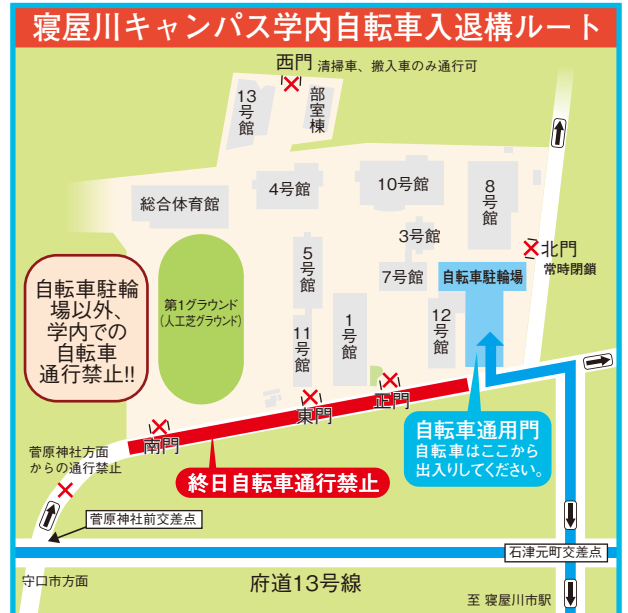 寝屋川キャンパス学内自転車入退構ルート
西門 清掃車、搬入車のみ通行可
13号館
部室棟
総合体育館
4号館
10号館
8号館
3号館
5号館
7号館
自転車駐輪場
北門
常時閉鎖
自転車駐輪
場以外、
学内での
自転車
通行禁止!!
第1グラウンド
(人工芝グラウンド)
11号館
1号館
12号館
正門
東門
南門
自転車通用門
自転車はここから
出入りしてください。
菅原神社方面
からの通行禁止
終日自転車通行禁止
菅原神社前交差点
石津元町交差点
守口市方面
府道13号線
至 寝屋川市駅